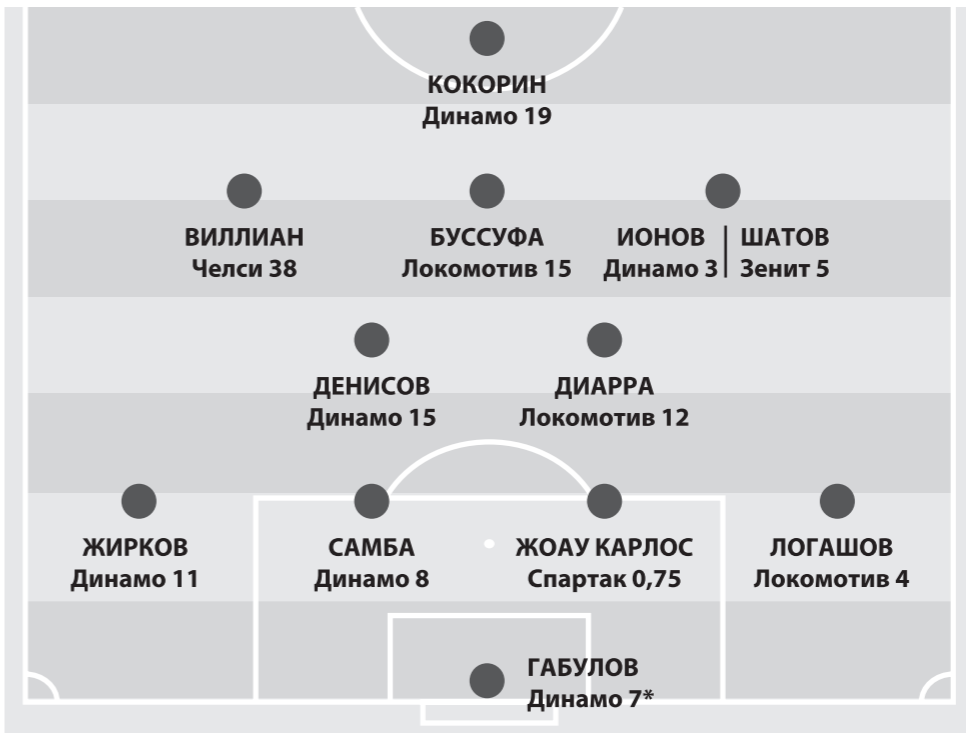 КОКОРИН
Динамо 19
ВИЛЛИАН
Челси 38
БУССУФА
Локомотив 15
ИОНОВ
Динамо 3
ШАТОВ
Зенит 5
ДЕНИСОВ
Динамо 15
ДИАРРА
Локомотив 12
ЖИРКОВ
Динамо 11
САМБА
Динамо 8
ЖОАУ КАРЛОС
Спартак 0,75
ЛОГАШОВ
Локомотив 4
ГАБУЛОВ
Динамо 7*